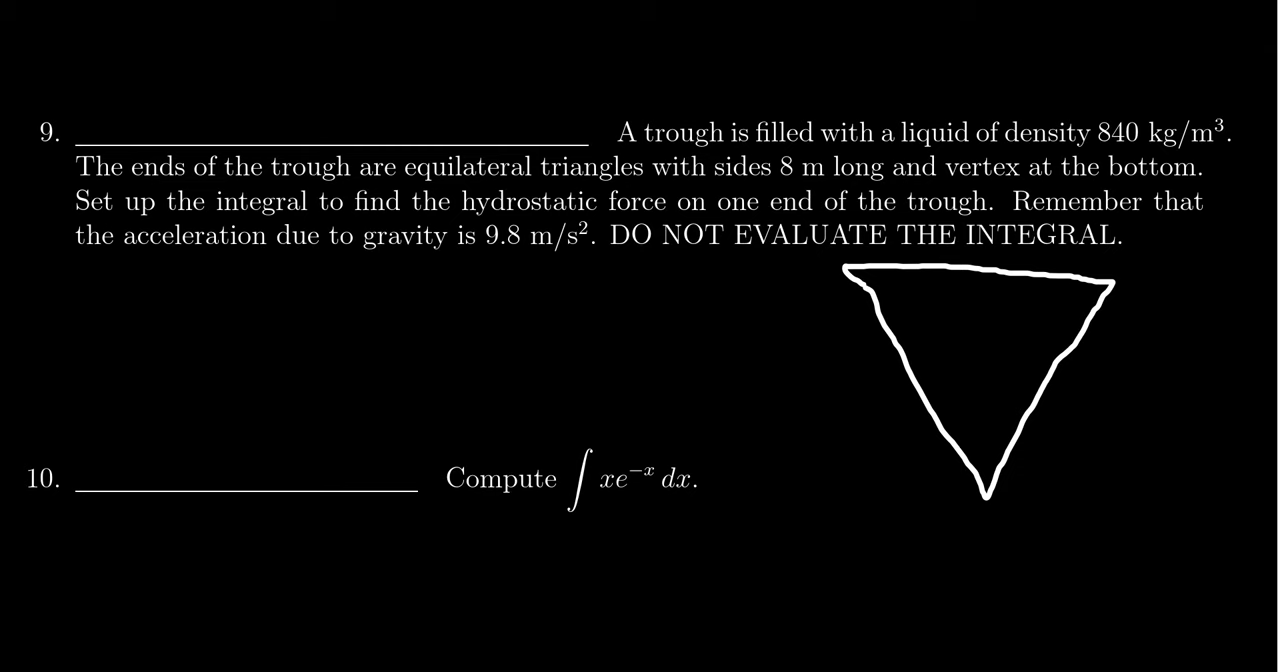 9. ______________________________ A trough is filled with a liquid of density 840 kg/m³.
The ends of the trough are equilateral triangles with sides 8 m long and vertex at the bottom.
Set up the integral to find the hydrostatic force on one end of the trough. Remember that
the acceleration due to gravity is 9.8 m/s². DO NOT EVALUATE THE INTEGRAL.
10. ____________________ Compute ∫ xe⁻ˣ dx.